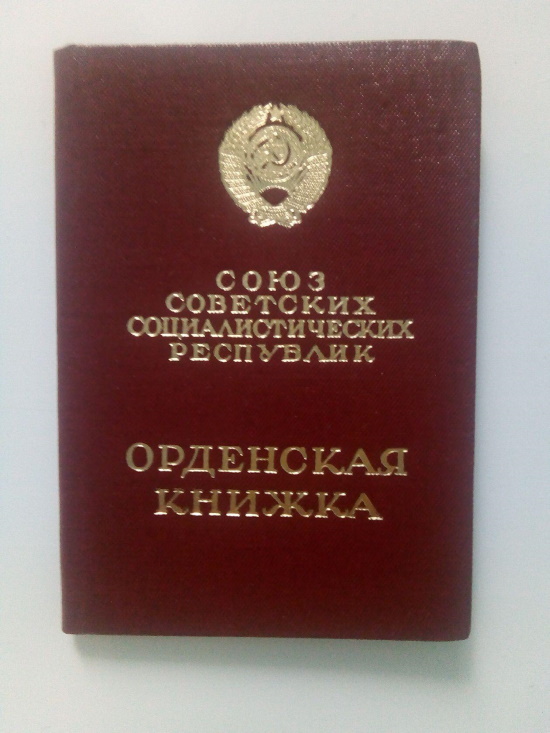 СОЮЗ
СОВЕТСКИХ
СОЦИАЛИСТИЧЕСКИХ
РЕСПУБЛИК
ОРДЕНСКАЯ
КНИЖКА